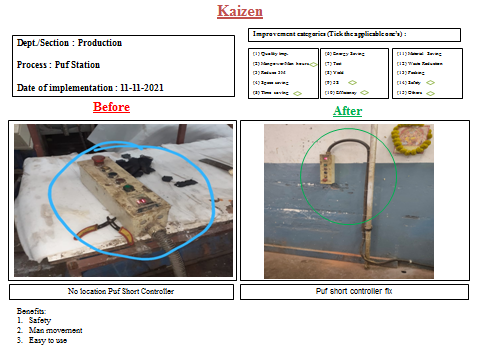 Kaizen
Dept./Section : Production
Process : Puf Station
Date of implementation : 11-11-2021
Improvement categories (Tick the applicable one's) :
(1) Quality Imp.
(2) Manpower/Man hours
(3) Reduce 3M
(4) Space saving
(5) Time saving
(6) Energy Saving
(7) Tool
(8) Weld
(9) 5S
(10) Efficiency
(11) Material Saving
(12) Waste Reduction
(13) Packing
(14) Safety
(15) Others
Before
After
No location Puf Short Controller
Puf short controller fix
Benefits:
1. Safety
2. Man movement
3. Easy to use